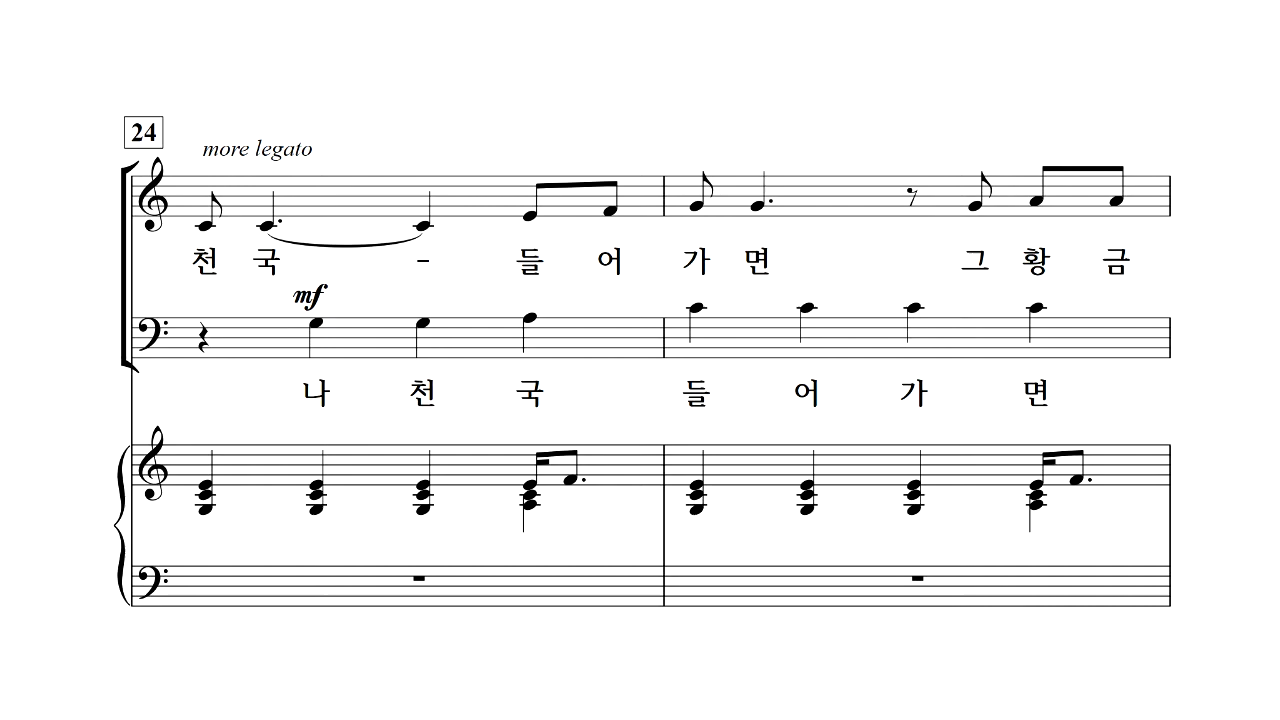 24
more legato
천 국 - 들 어 가 면 그 황 금
mf
나 천 국 들 어 가 면